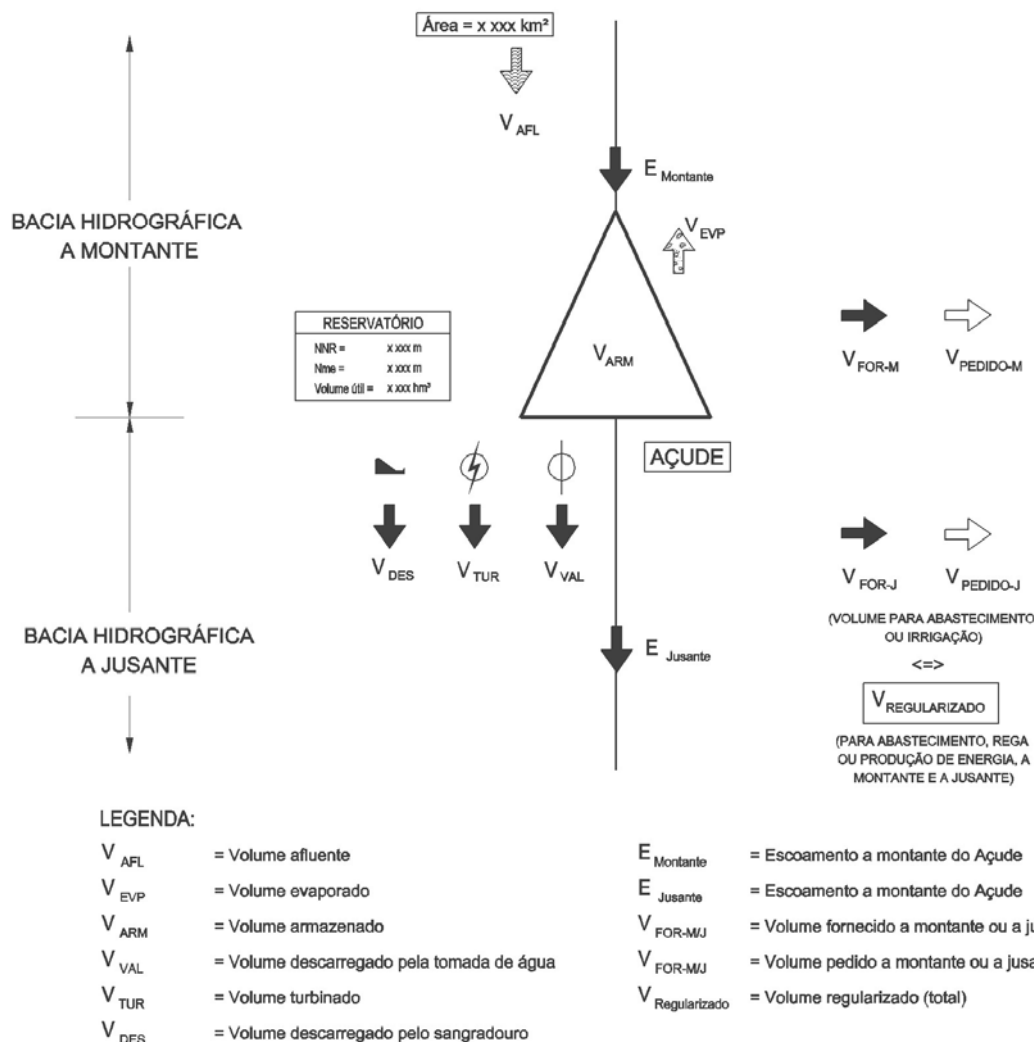 Área = x xxx km²
V AFL
E Montante
V EVP
BACIA HIDROGRÁFICA
A MONTANTE
RESERVATÓRIO
NNR = x xxx m
Nme = x xxx m
Volume útil = x xxx hm³
V ARM
V FOR-M
V PEDIDO-M
AÇUDE
V DES
V TUR
V VAL
V FOR-J
V PEDIDO-J
(VOLUME PARA ABASTECIMENTO
OU IRRIGAÇÃO)
<=>
V REGULARIZADO
(PARA ABASTECIMENTO, REGA
OU PRODUÇÃO DE ENERGIA, A
MONTANTE E A JUSANTE)
BACIA HIDROGRÁFICA
A JUSANTE
E Jusante
LEGENDA:
V AFL = Volume afluente
V EVP = Volume evaporado
V ARM = Volume armazenado
V VAL = Volume descarregado pela tomada de água
V TUR = Volume turbinado
V DES = Volume descarregado pelo sangradouro
E Montante = Escoamento a montante do Açude
E Jusante = Escoamento a montante do Açude
V FOR-M/J = Volume fornecido a montante ou a ju
V FOR-M/J = Volume pedido a montante ou a jusa
V Regularizado = Volume regularizado (total)